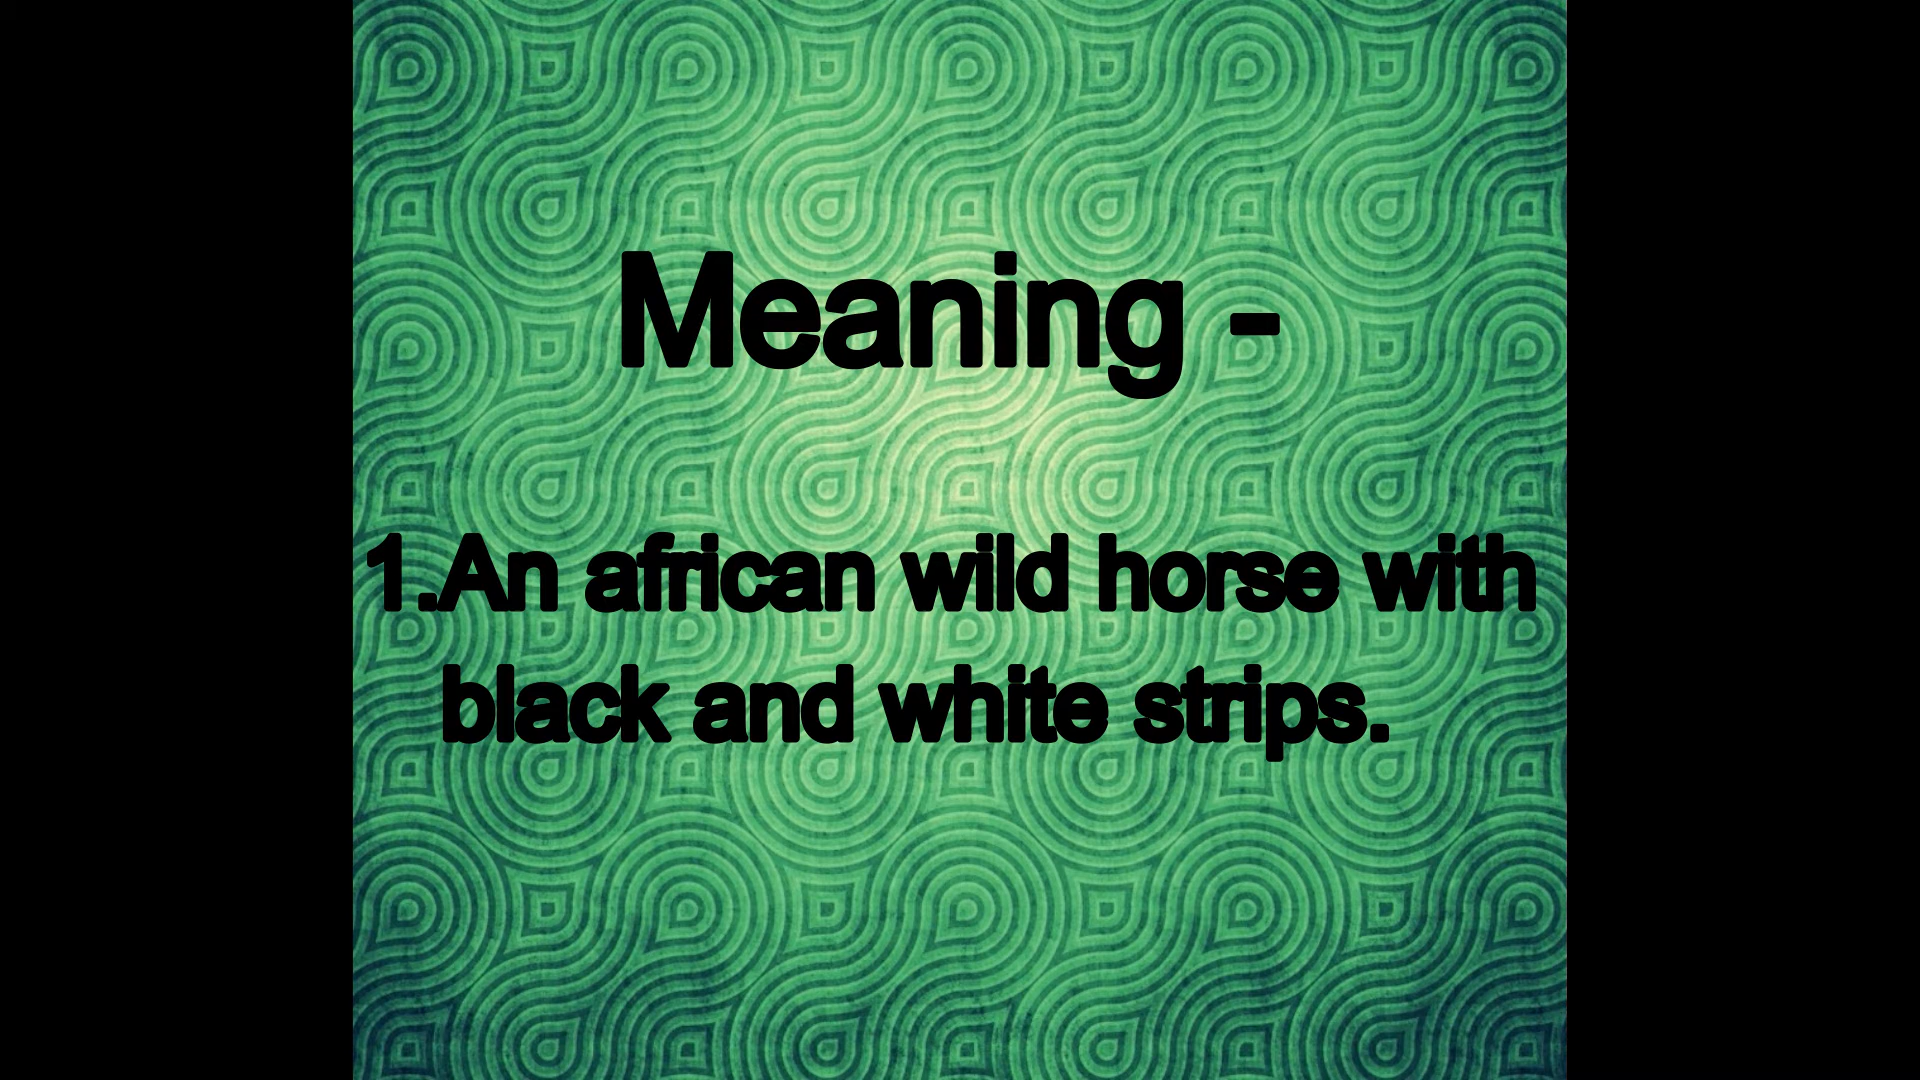 Meaning -
1.An african wild horse with
black and white strips.